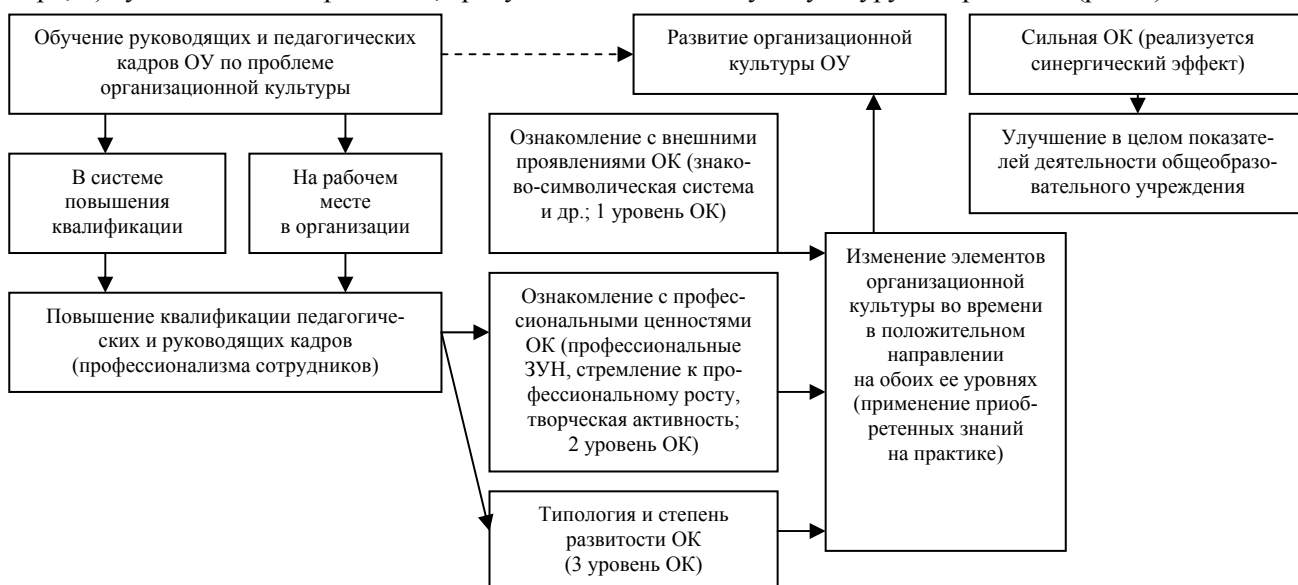 Обучение руководящих и педагогических
кадров ОУ по проблеме
организационной культуры
Развитие организационной
культуры ОУ
Сильная ОК (реализуется
синергический эффект)
В системе
повышения
квалификации
На рабочем
месте
в организации
Ознакомление с внешними
проявлениями ОК (знако-
во-символическая система
и др.; 1 уровень ОК)
Улучшение в целом показате-
лей деятельности общеобразо-
вательного учреждения
Повышение квалификации педагогичес-
ких и руководящих кадров
(профессионализма сотрудников)
Ознакомление с профес-
сиональными ценностями
ОК (профессиональные
ЗУН, стремление к про-
фессиональному росту,
творческая активность;
2 уровень ОК)
Изменение элементов
организационной
культуры во времени
в положительном
направлении
на обоих ее уровнях
(применение приоб-
ретенных знаний
на практике)
Типология и степень
развитости ОК
(3 уровень ОК)